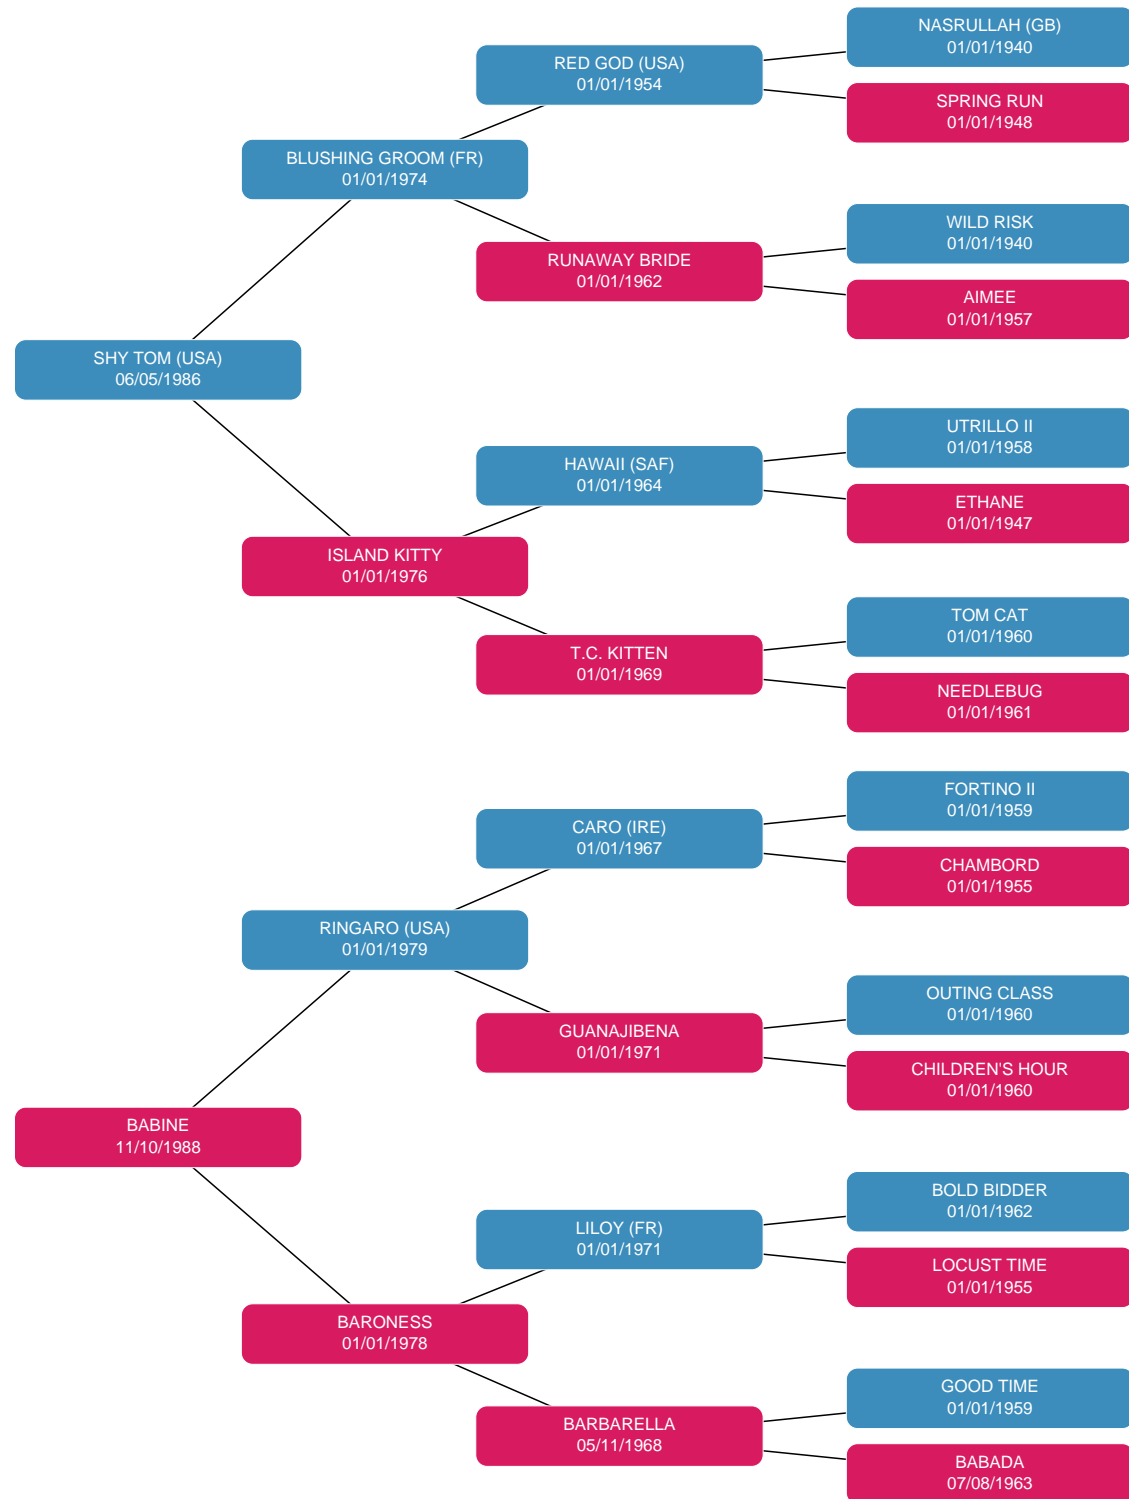 NASRULLAH (GB)
01/01/1940
RED GOD (USA)
01/01/1954
SPRING RUN
01/01/1948
BLUSHING GROOM (FR)
01/01/1974
WILD RISK
01/01/1940
RUNAWAY BRIDE
01/01/1962
AIMEE
01/01/1957
SHY TOM (USA)
06/05/1986
UTRILLO II
01/01/1958
HAWAII (SAF)
01/01/1964
ETHANE
01/01/1947
ISLAND KITTY
01/01/1976
TOM CAT
01/01/1960
T.C. KITTEN
01/01/1969
NEEDLEBUG
01/01/1961
FORTINO II
01/01/1959
CARO (IRE)
01/01/1967
CHAMBORD
01/01/1955
RINGARO (USA)
01/01/1979
OUTING CLASS
01/01/1960
GUANAJIBENA
01/01/1971
CHILDREN'S HOUR
01/01/1960
BABINE
11/10/1988
BOLD BIDDER
01/01/1962
LILOY (FR)
01/01/1971
LOCUST TIME
01/01/1955
BARONESS
01/01/1978
GOOD TIME
01/01/1959
BARBARELLA
05/11/1968
BABADA
07/08/1963